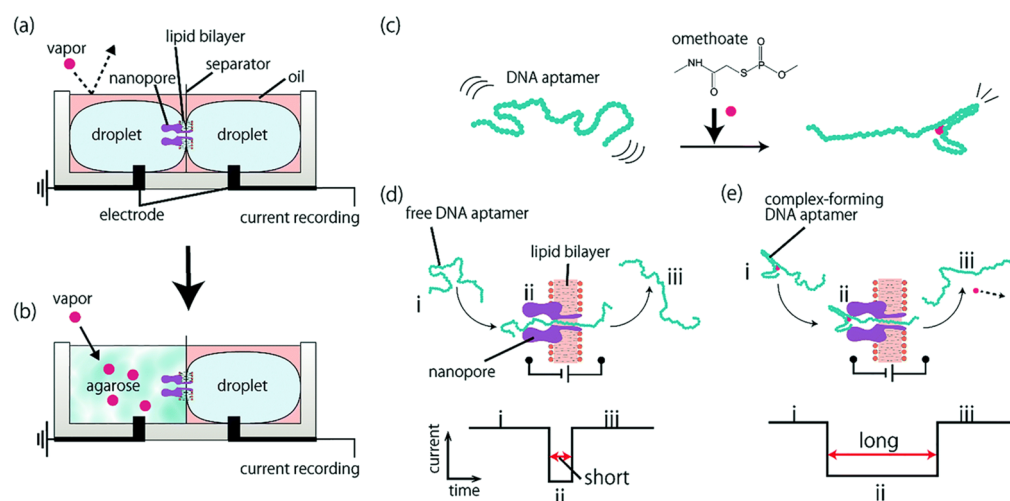 (a)
vapor
lipid bilayer
nanopore
separator
oil
droplet
droplet
electrode
current recording
(b)
vapor
agarose
droplet
current recording
(c)
DNA aptamer
omethoate
NH
O
S
P
O
O
(d)
free DNA aptamer
i
ii
lipid bilayer
iii
nanopore
current
time
i
iii
short
ii
(e)
complex-forming
DNA aptamer
i
ii
iii
i
iii
long
ii